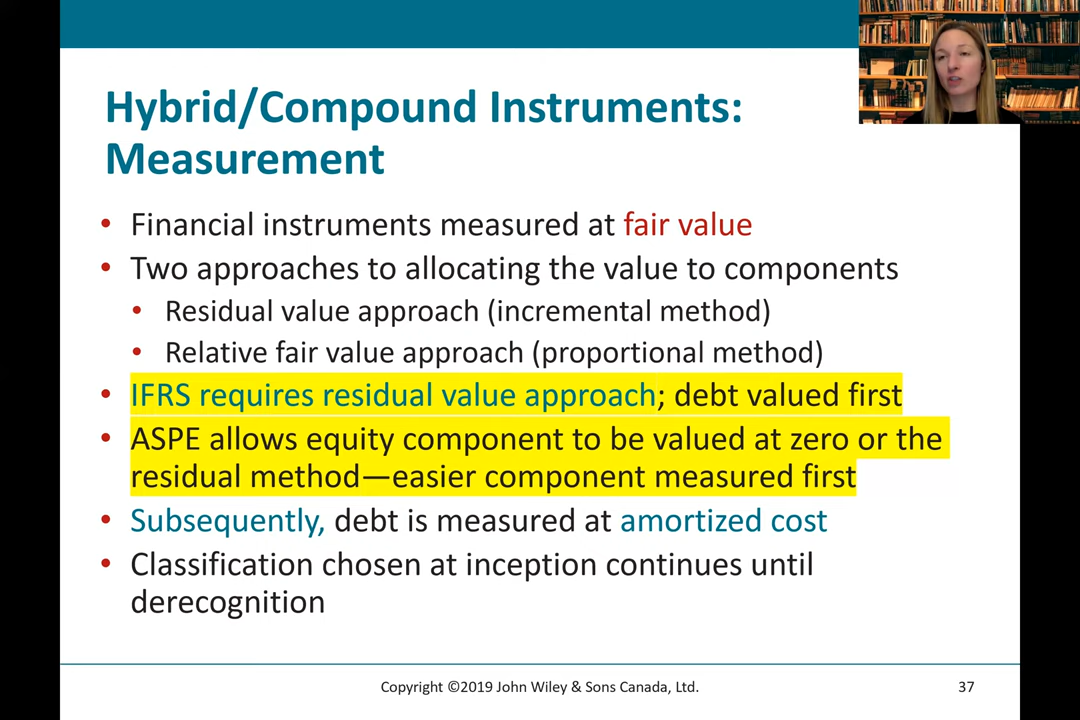 Hybrid/Compound Instruments:
Measurement
• Financial instruments measured at fair value
• Two approaches to allocating the value to components
• Residual value approach (incremental method)
• Relative fair value approach (proportional method)
• IFRS requires residual value approach; debt valued first
• ASPE allows equity component to be valued at zero or the
residual method—easier component measured first
• Subsequently, debt is measured at amortized cost
• Classification chosen at inception continues until
derecognition
Copyright ©2019 John Wiley & Sons Canada, Ltd.
37